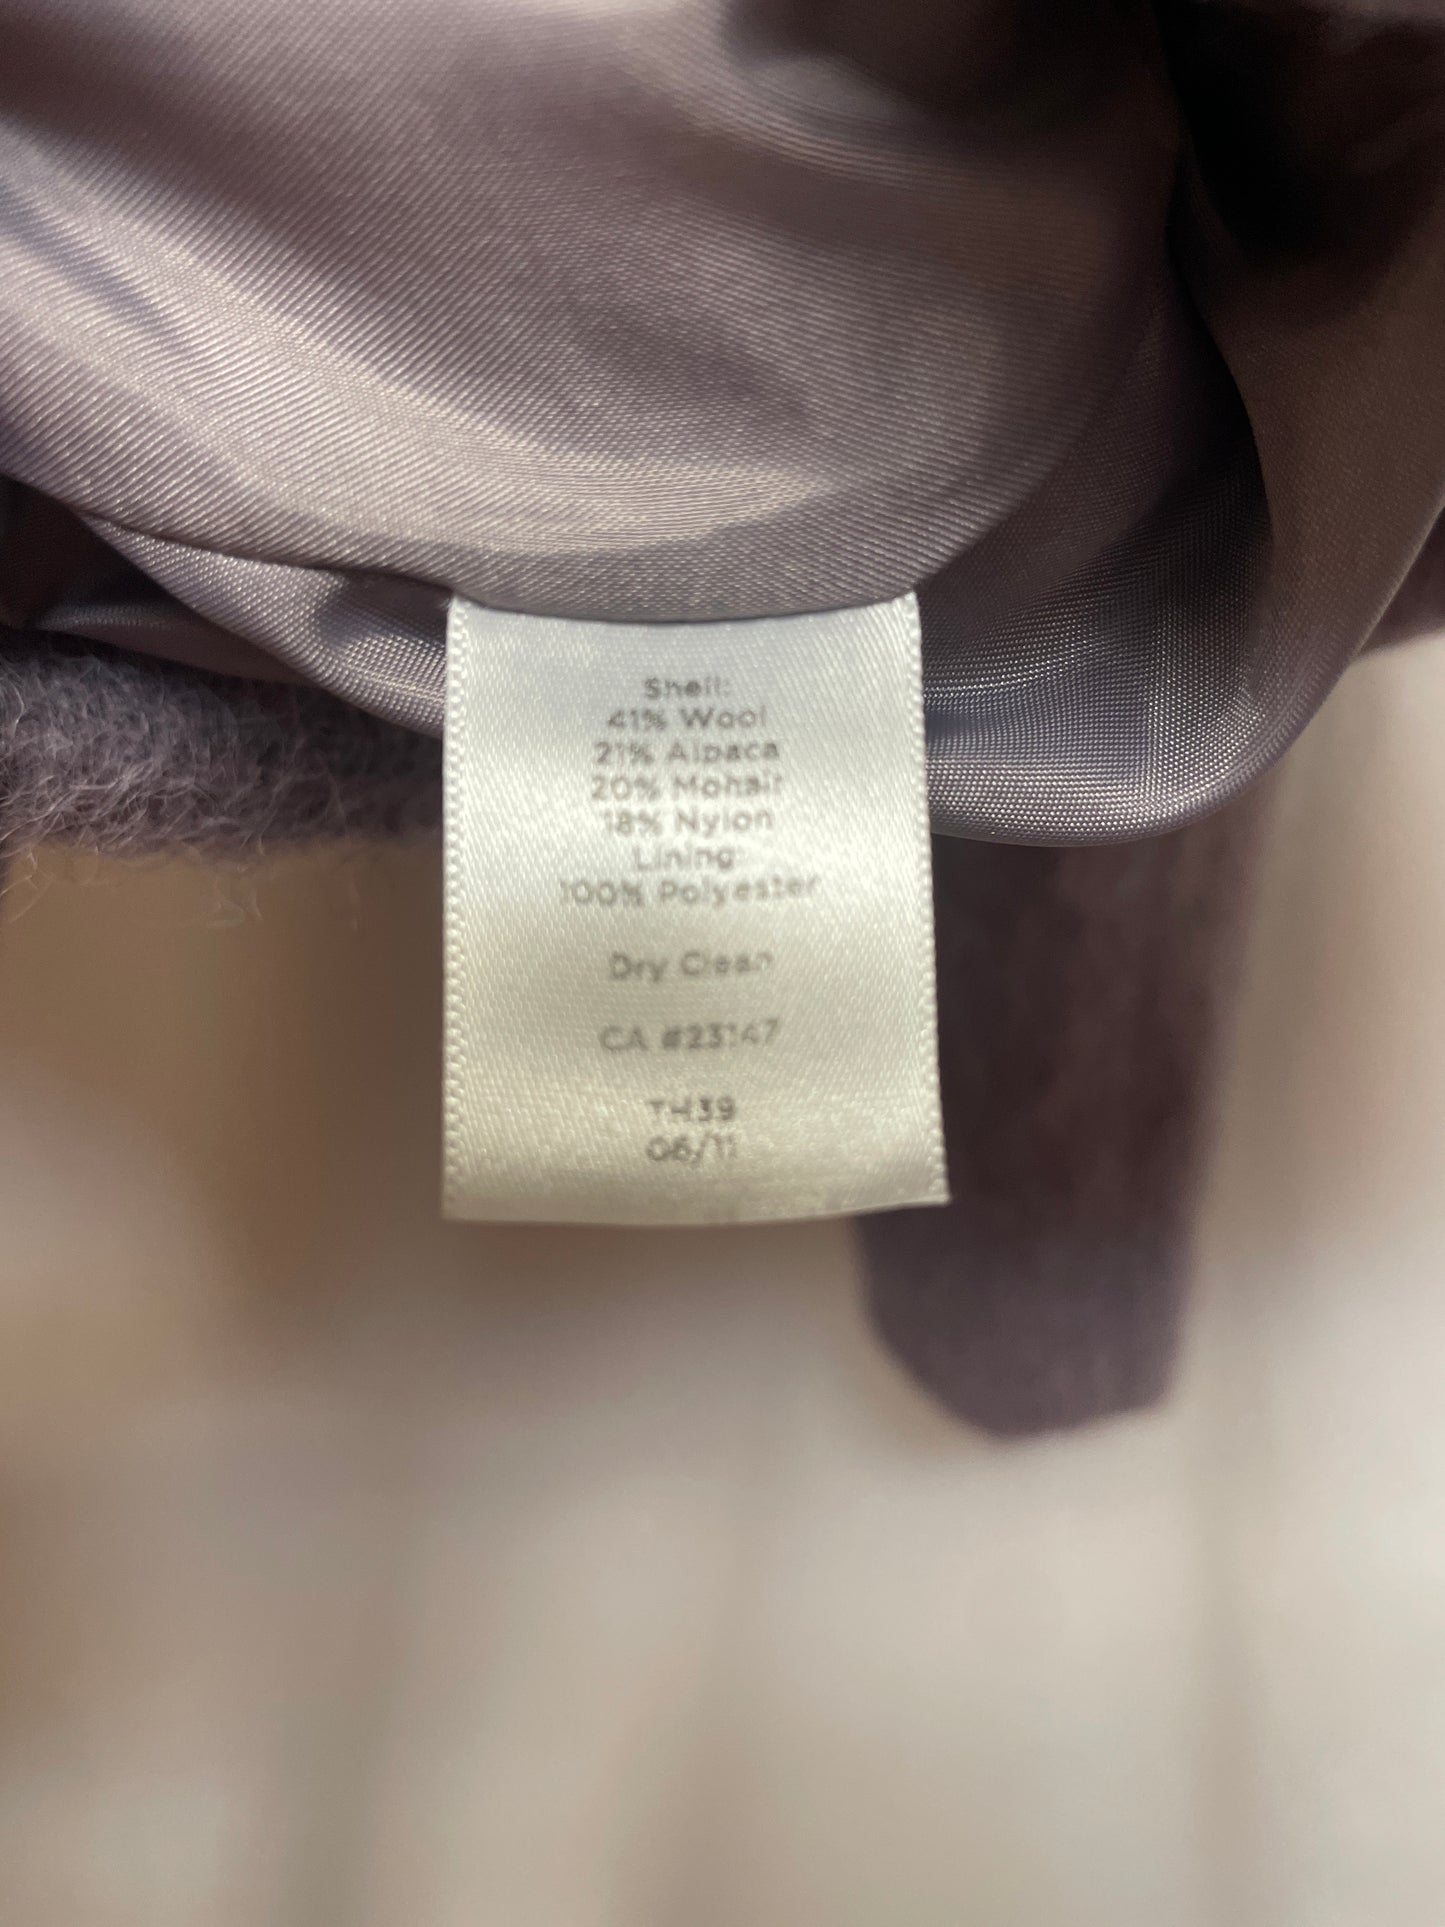 Shell:
41% Wool
21% Alpaca
20% Mohair
18% Nylon
Lining:
100% Polyester
Dry Clean
CA #23147
TH39
06/11